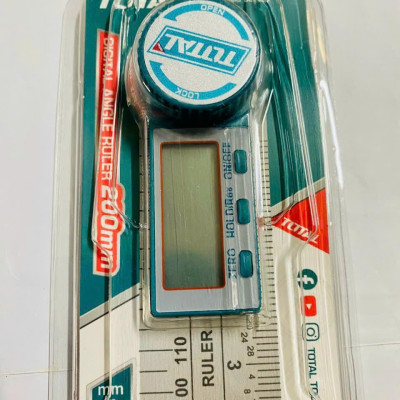 TOTAL
OPEN
TOTAL
LOCK
DIGITAL ANGLE RULER 200mm
ON/OFF
HOLD/
ZERO
TOTAL
TOTAL
mm
110
RULER
3
24
28